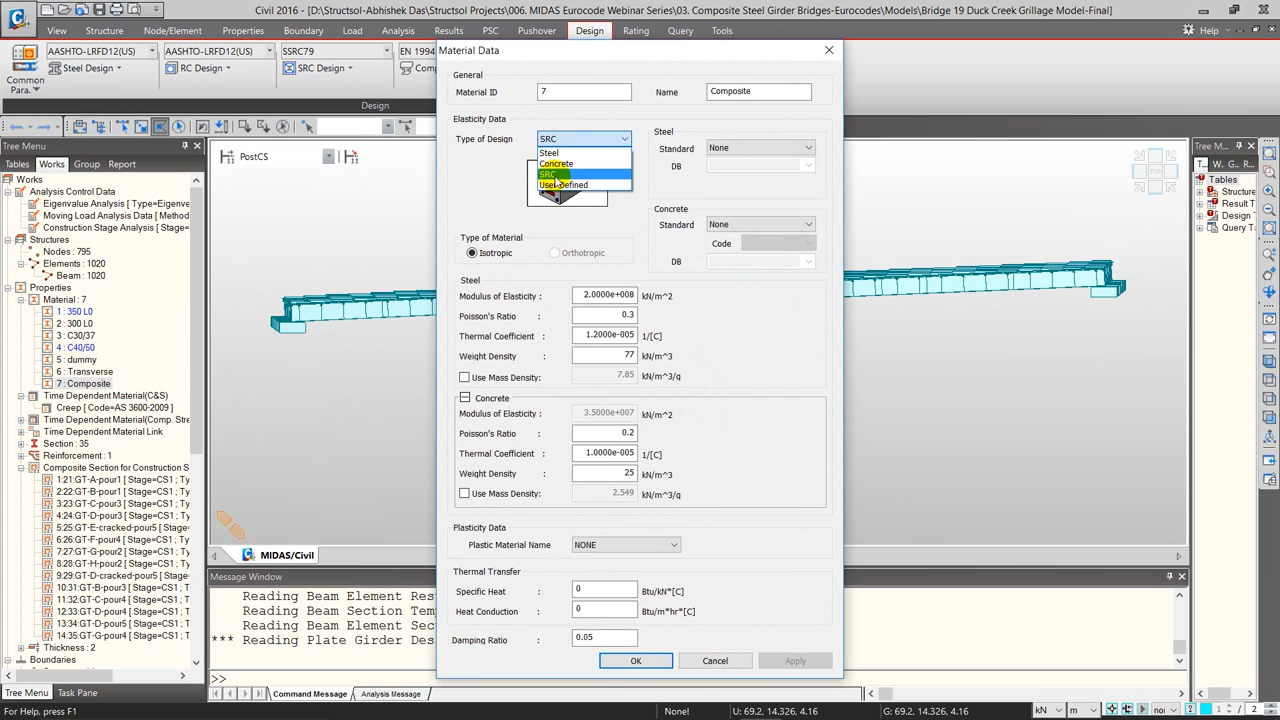 Civil 2016 - [D:\Structsol-Abhishek Das\Structsol Projects\006. MIDAS Eurocode Webinar Series\03. Composite Steel Girder Bridges-Eurocodes\Models\Bridge 19 Duck Creek Grillage Model-Final]
View Structure Node/Element Properties Boundary Load Analysis Results PSC Pushover Design Rating Query Tools Help
AASHTO-LRFD12(US) AASHTO-LRFD12(US) SSRC79 EN 1994
Steel Design RC Design SRC Design Comp
Common
Para.
Design
Tree Menu
Tables Works Group Report
Works
Analysis Control Data
Eigenvalue Analysis [ Type=Eigenve
Moving Load Analysis Data [ Method
Construction Stage Analysis [ Stage=
Structures
Nodes : 795
Elements : 1020
Beam : 1020
Properties
Material : 7
1 : 350 L0
2 : 300 L0
3 : C30/37
4 : C40/50
5 : dummy
6 : Transverse
7 : Composite
Time Dependent Material(C&S)
Creep [ Code=AS 3600-2009 ]
Time Dependent Material(Comp. Stre
Time Dependent Material Link
Section : 35
Reinforcement : 1
Composite Section for Construction S
1:21:GT-A-pour1 [ Stage=CS1 ; Ty
2:22:GT-B-pour1 [ Stage=CS1 ; Ty
3:23:GT-C-pour3 [ Stage=CS1 ; Ty
4:24:GT-D-pour3 [ Stage=CS1 ; Ty
5:25:GT-E-cracked-pour5 [ Stage=
6:26:GT-F-cracked-pour5 [ Stage=
7:27:GT-G-cracked-pour5 [ Stage=
8:28:GT-H-pour2 [ Stage=CS1 ; Ty
9:29:GT-D-cracked-pour5 [ Stage=
10:31:GT-B-pour3 [ Stage=CS1 ; T
11:32:GT-C-pour4 [ Stage=CS1 ; T
12:33:GT-D-pour4 [ Stage=CS1 ; T
13:34:GT-G-pour4 [ Stage=CS1 ; T
14:35:GT-G-pour2 [ Stage=CS1 ; T
Thickness : 2
Boundaries
Tree Menu Task Pane
PostCS
MIDAS/Civil
Message Window
Reading Beam Element Res
Reading Beam Section Temp
Reading Beam Element Sec
*** Reading Plate Girder Des
>>
Command Message Analysis Message
Material Data
General
Material ID 7 Name Composite
Elasticity Data
Type of Design SRC
Steel
Concrete
SRC
User Defined
Steel
Standard None
DB
Concrete
Standard None
Code
DB
Type of Material
Isotropic Orthotropic
Steel
Modulus of Elasticity : 2.0000e+008 kN/m^2
Poisson's Ratio : 0.3
Thermal Coefficient : 1.2000e-005 1/[C]
Weight Density : 77 kN/m^3
Use Mass Density: 7.85 kN/m^3/g
Concrete
Modulus of Elasticity : 3.5000e+007 kN/m^2
Poisson's Ratio : 0.2
Thermal Coefficient : 1.0000e-005 1/[C]
Weight Density : 25 kN/m^3
Use Mass Density: 2.549 kN/m^3/g
Plasticity Data
Plastic Material Name NONE
Thermal Transfer
Specific Heat 0 Btu/kN*[C]
Heat Conduction 0 Btu/m*hr*[C]
Damping Ratio : 0.05
OK Cancel Apply
TOP
T... W. G.. R...
Tables
Structure
Result T
Design
Query T
For Help, press F1 None! U: 69.2, 14.326, 4.16 G: 69.2, 14.326, 4.16 kN m no 1 / 2